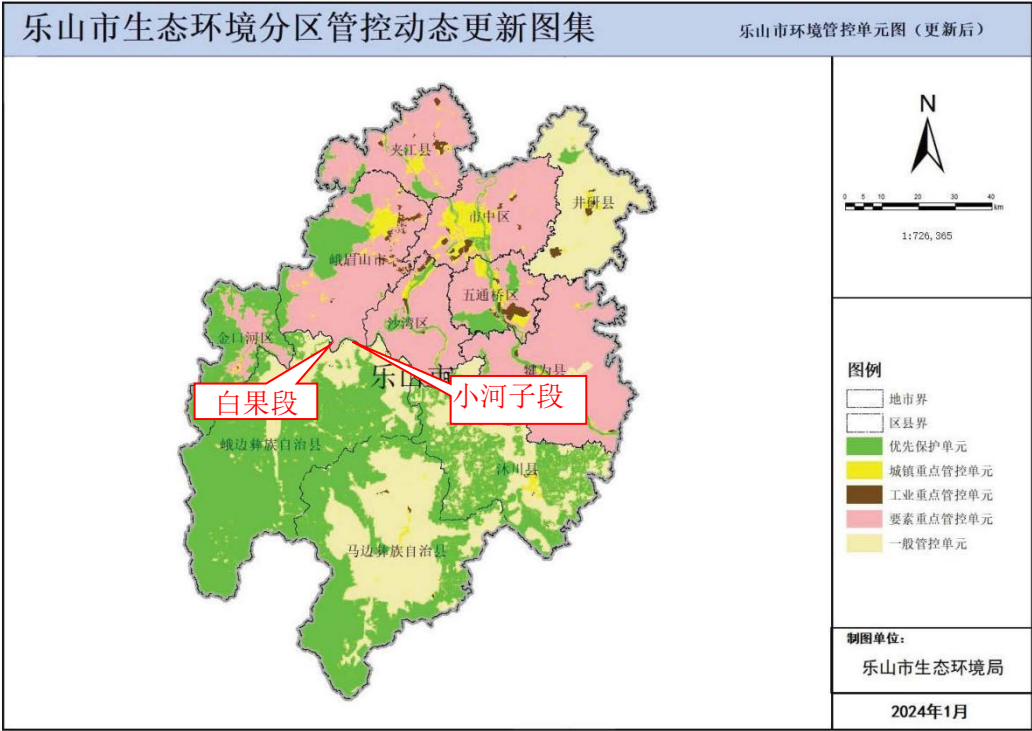 乐山市生态环境分区管控动态更新图集
乐山市环境管控单元图（更新后）
N
0 5 10 20 30 40
km
1:726,365
夹江县
井研县
市中区
峨眉山市
五通桥区
沙湾区
金口河区
犍为县
乐山市
白果段
小河子段
峨边彝族自治县
沐川县
马边彝族自治县
图例
地市界
区县界
优先保护单元
城镇重点管控单元
工业重点管控单元
要素重点管控单元
一般管控单元
制图单位：
乐山市生态环境局
2024年1月